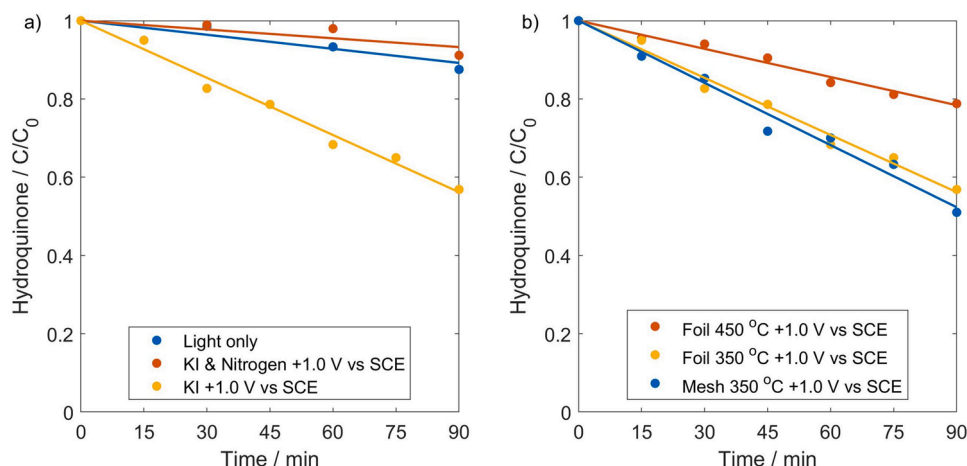 a)
Hydroquinone / C/C0
1
0.8
0.6
0.4
0.2
0
0 15 30 45 60 75 90
Time / min
Light only
KI & Nitrogen +1.0 V vs SCE
KI +1.0 V vs SCE
b)
Hydroquinone / C/C0
1
0.8
0.6
0.4
0.2
0
0 15 30 45 60 75 90
Time / min
Foil 450 °C +1.0 V vs SCE
Foil 350 °C +1.0 V vs SCE
Mesh 350 °C +1.0 V vs SCE